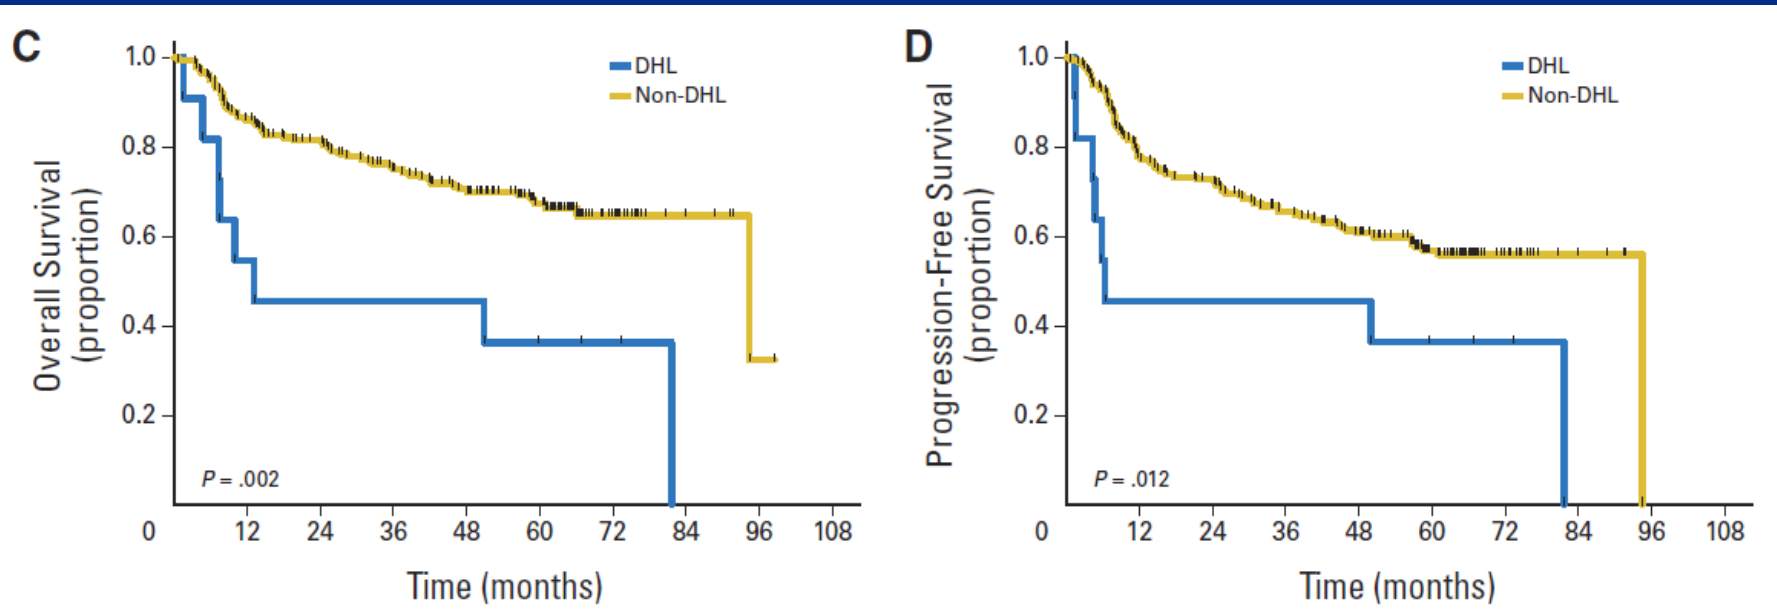 C
Overall Survival
(proportion)
1.0
0.8
0.6
0.4
0.2
DHL
Non-DHL
P = .002
0 12 24 36 48 60 72 84 96 108
Time (months)
D
Progression-Free Survival
(proportion)
1.0
0.8
0.6
0.4
0.2
DHL
Non-DHL
P = .012
0 12 24 36 48 60 72 84 96 108
Time (months)